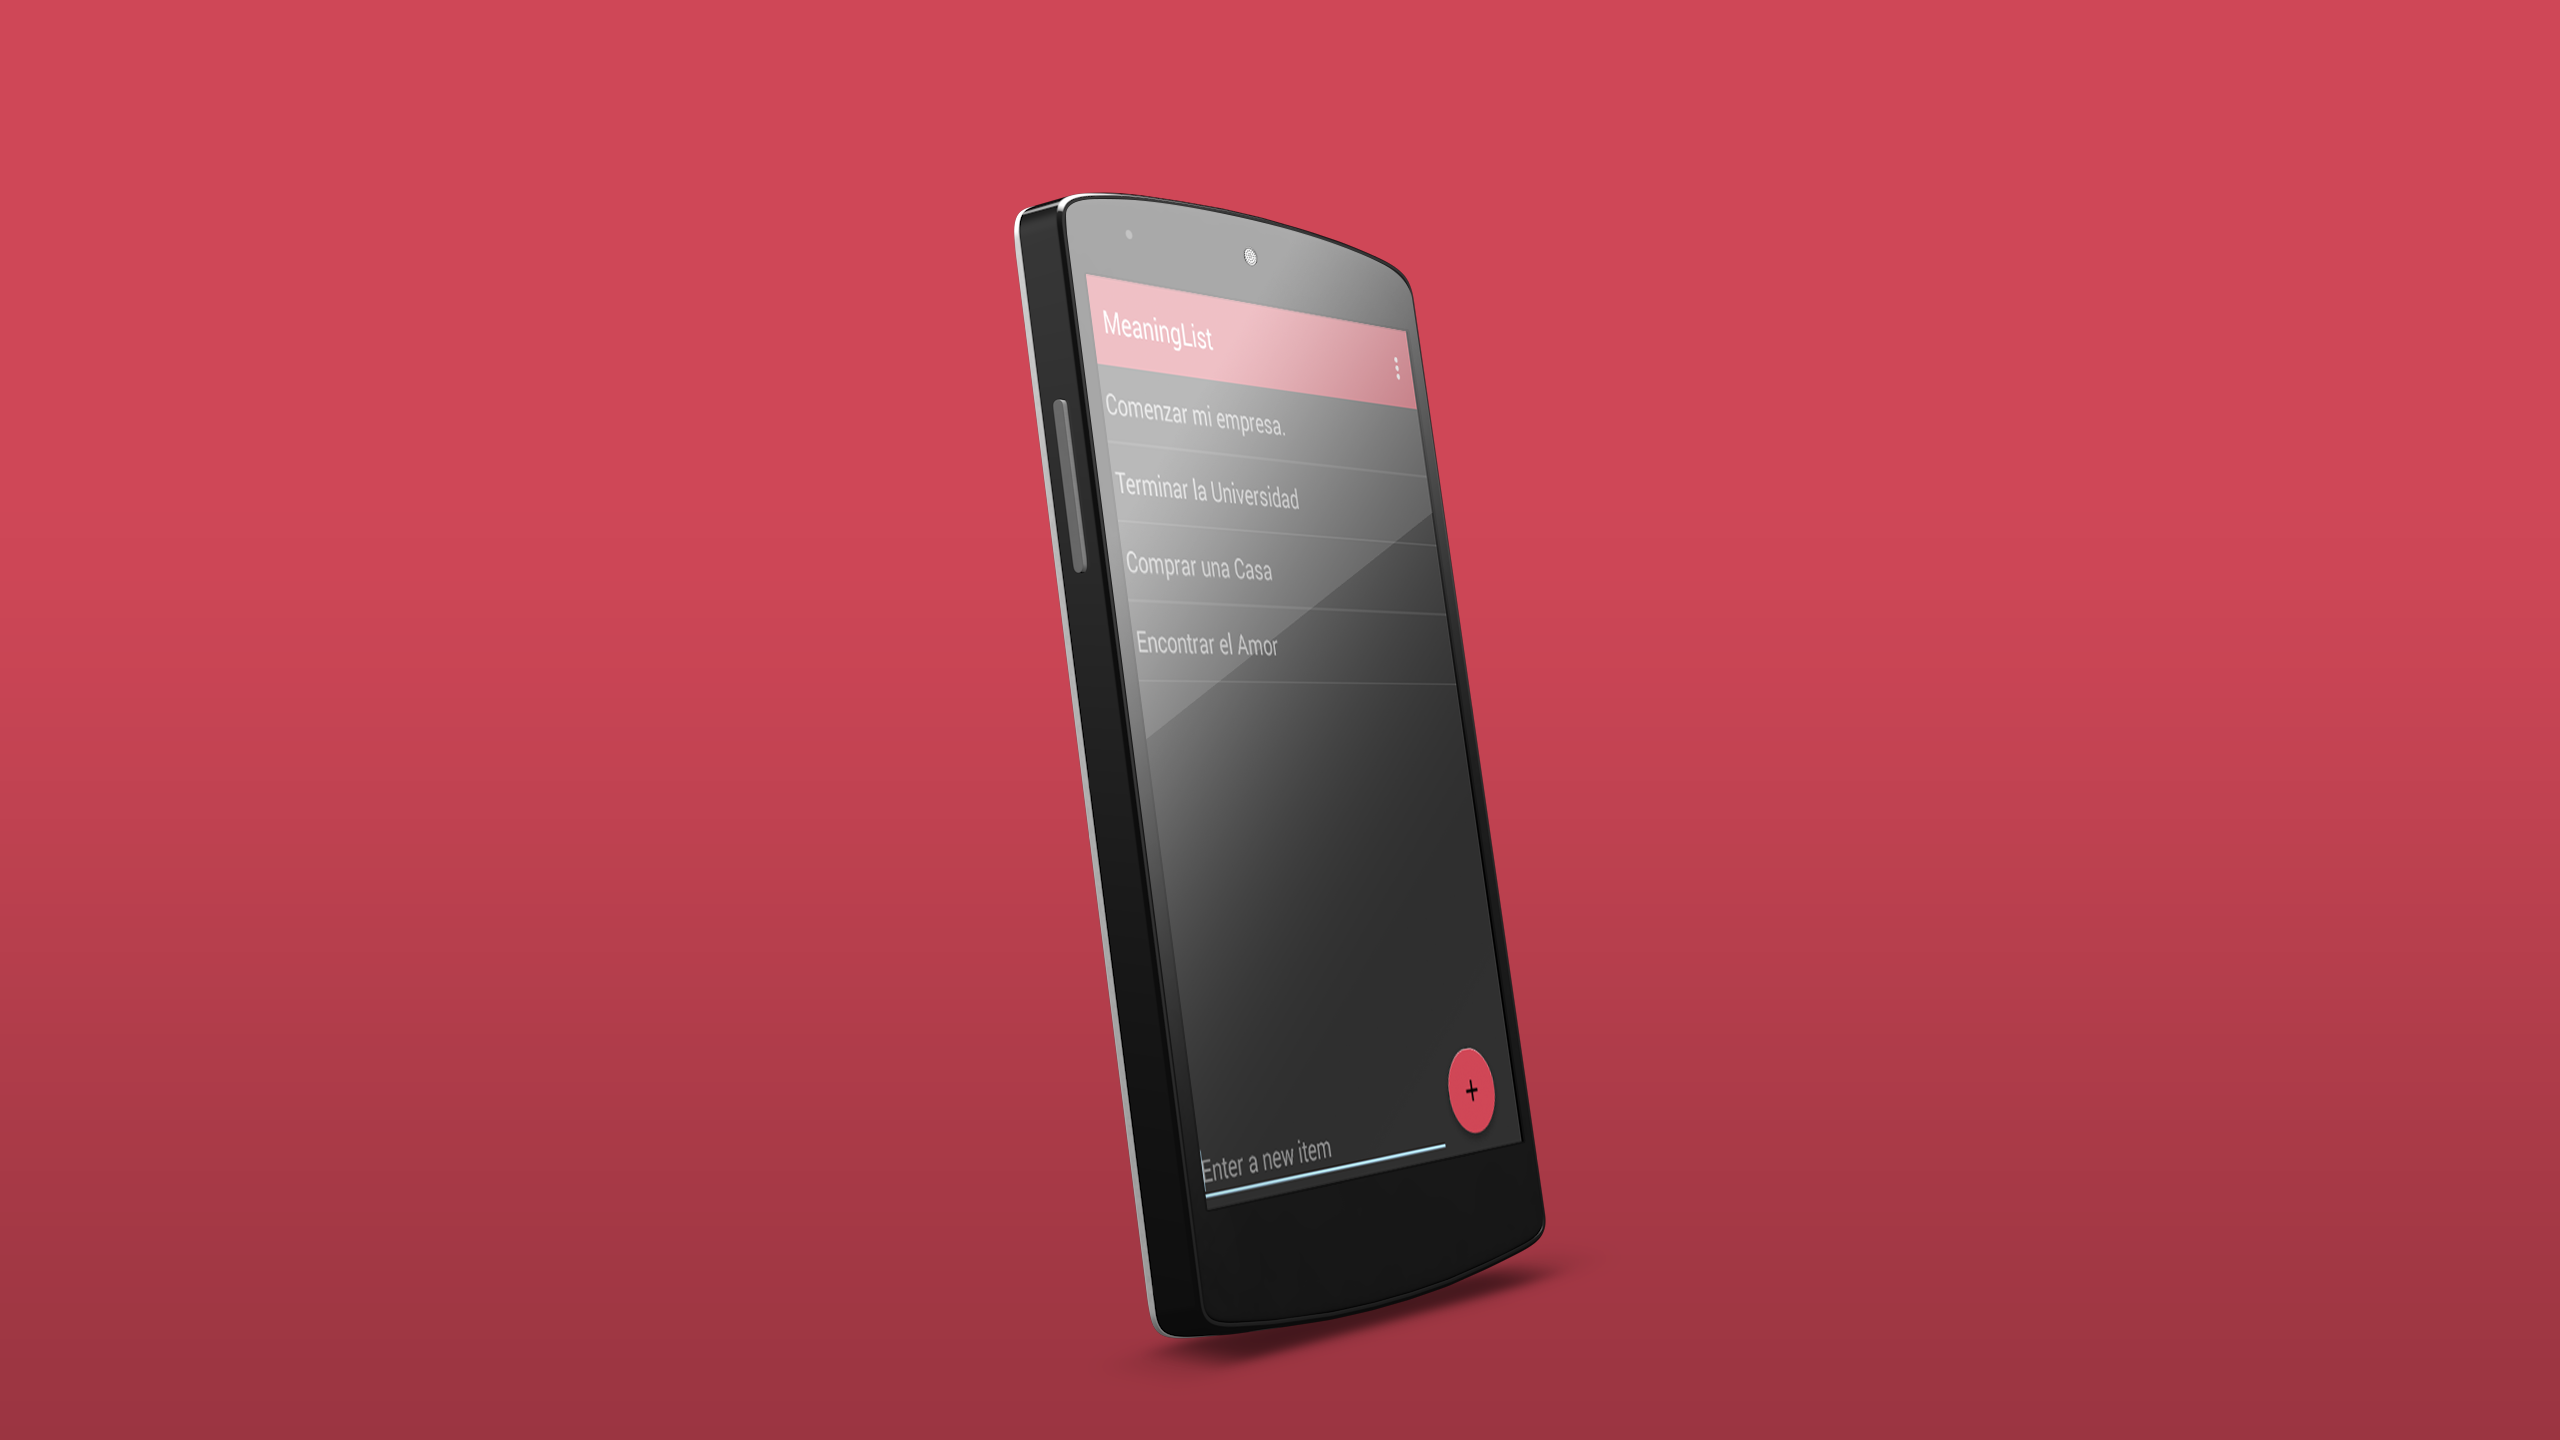 MeaningList
Comenzar mi empresa.
Terminar la Universidad
Comprar una Casa
Encontrar el Amor
Enter a new item
+